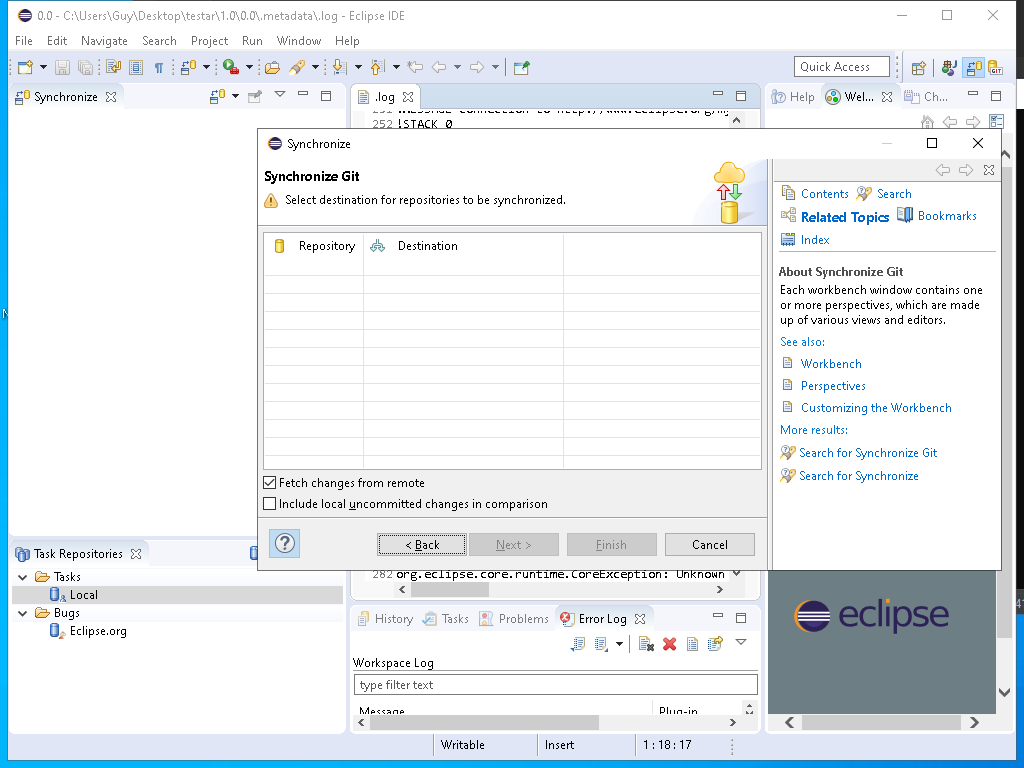 0.0 - C:\Users\Guy\Desktop\testar\1.0\0.0\.metadata\.log - Eclipse IDE
File Edit Navigate Search Project Run Window Help
Quick Access
Synchronize
.log
Help Wel... Ch...
252 !STACK 0
Synchronize
Synchronize Git
Select destination for repositories to be synchronized.
Repository Destination
Fetch changes from remote
Include local uncommitted changes in comparison
< Back Next > Finish Cancel
Contents Search
Related Topics Bookmarks
Index
About Synchronize Git
Each workbench window contains one
or more perspectives, which are made
up of various views and editors.
See also:
Workbench
Perspectives
Customizing the Workbench
More results:
Search for Synchronize Git
Search for Synchronize
Task Repositories
Tasks
Local
Bugs
Eclipse.org
282 org.eclipse.core.runtime.CoreException: Unknown
History Tasks Problems Error Log
Workspace Log
type filter text
Message Plug-in
eclipse
Writable Insert 1 : 18 : 17